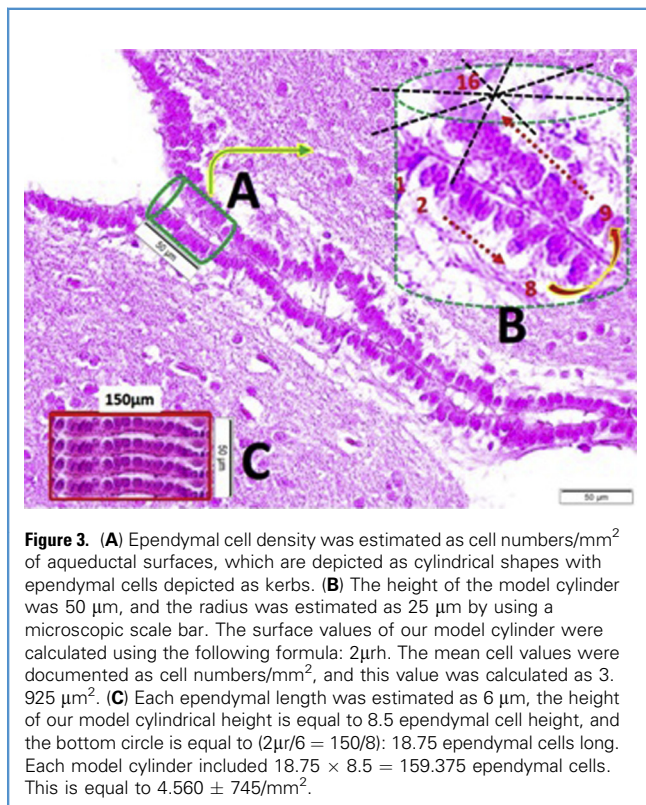 16
A
1
2
9
50 µm
8
B
150µm
50 µm
C
50 µm
Figure 3. (A) Ependymal cell density was estimated as cell numbers/mm²
of aqueductal surfaces, which are depicted as cylindrical shapes with
ependymal cells depicted as kerbs. (B) The height of the model cylinder
was 50 μm, and the radius was estimated as 25 μm by using a
microscopic scale bar. The surface values of our model cylinder were
calculated using the following formula: 2μrh. The mean cell values were
documented as cell numbers/mm², and this value was calculated as 3.
925 μm². (C) Each ependymal length was estimated as 6 μm, the height
of our model cylindrical height is equal to 8.5 ependymal cell height, and
the bottom circle is equal to (2μr/6 = 150/8): 18.75 ependymal cells long.
Each model cylinder included 18.75 × 8.5 = 159.375 ependymal cells.
This is equal to 4.560 ± 745/mm².